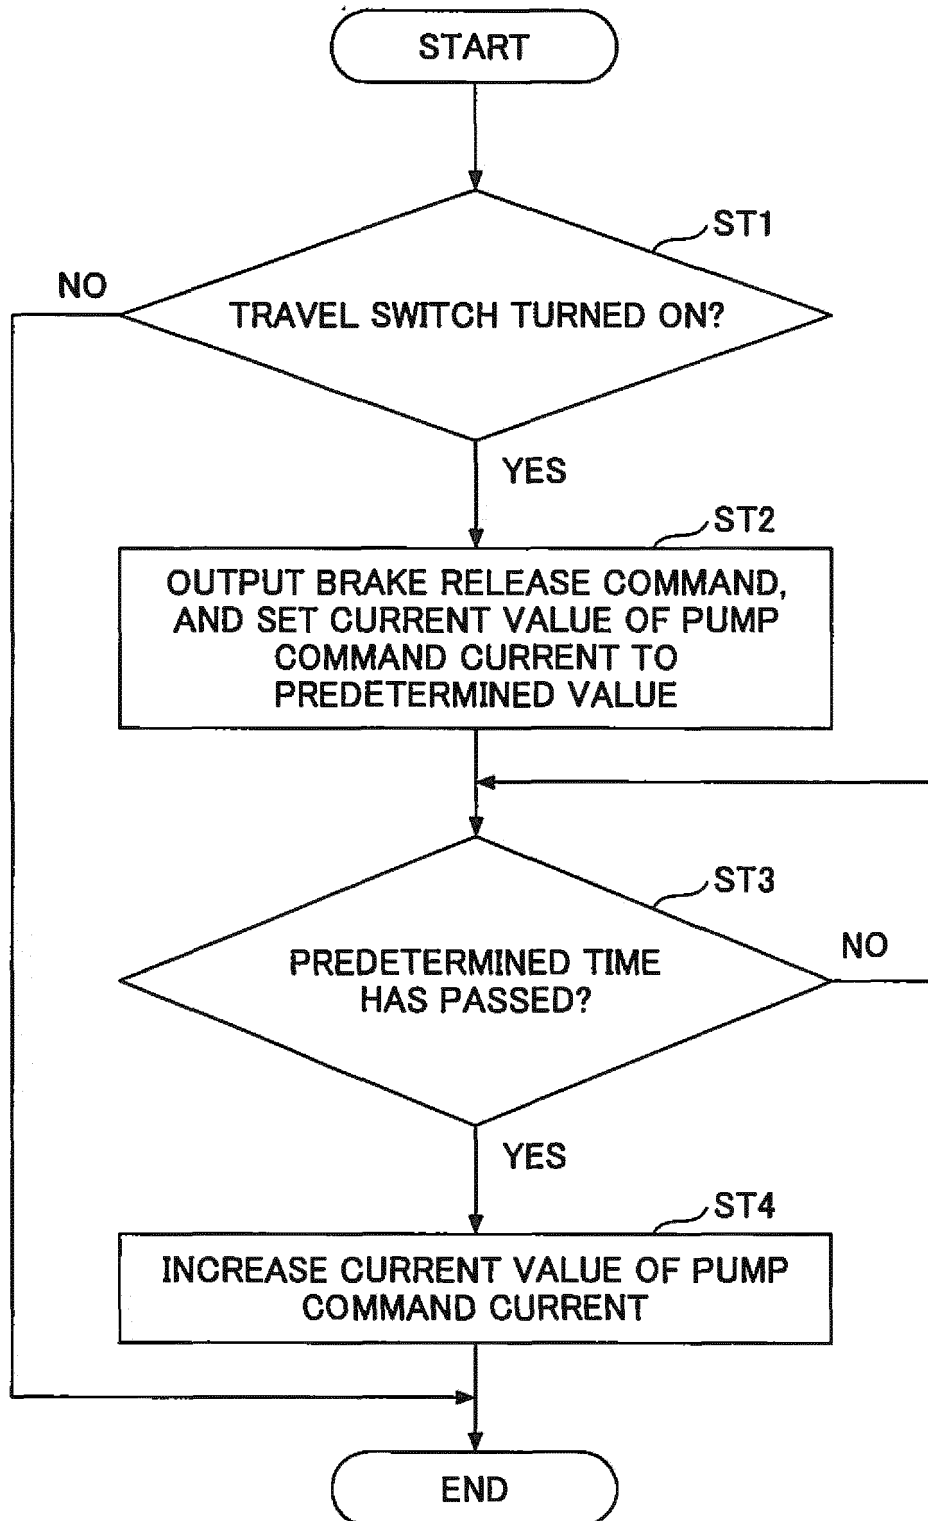 START
ST1
NO
TRAVEL SWITCH TURNED ON?
YES
ST2
OUTPUT BRAKE RELEASE COMMAND,
AND SET CURRENT VALUE OF PUMP
COMMAND CURRENT TO
PREDETERMINED VALUE
ST3
NO
PREDETERMINED TIME
HAS PASSED?
YES
ST4
INCREASE CURRENT VALUE OF PUMP
COMMAND CURRENT
END